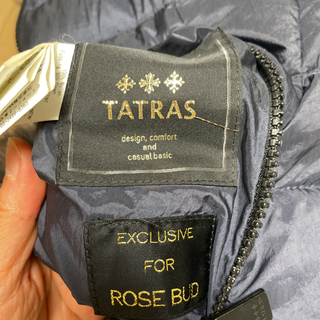 TATRAS
design, comfort
and
casual basic
EXCLUSIVE
FOR
ROSE BUD